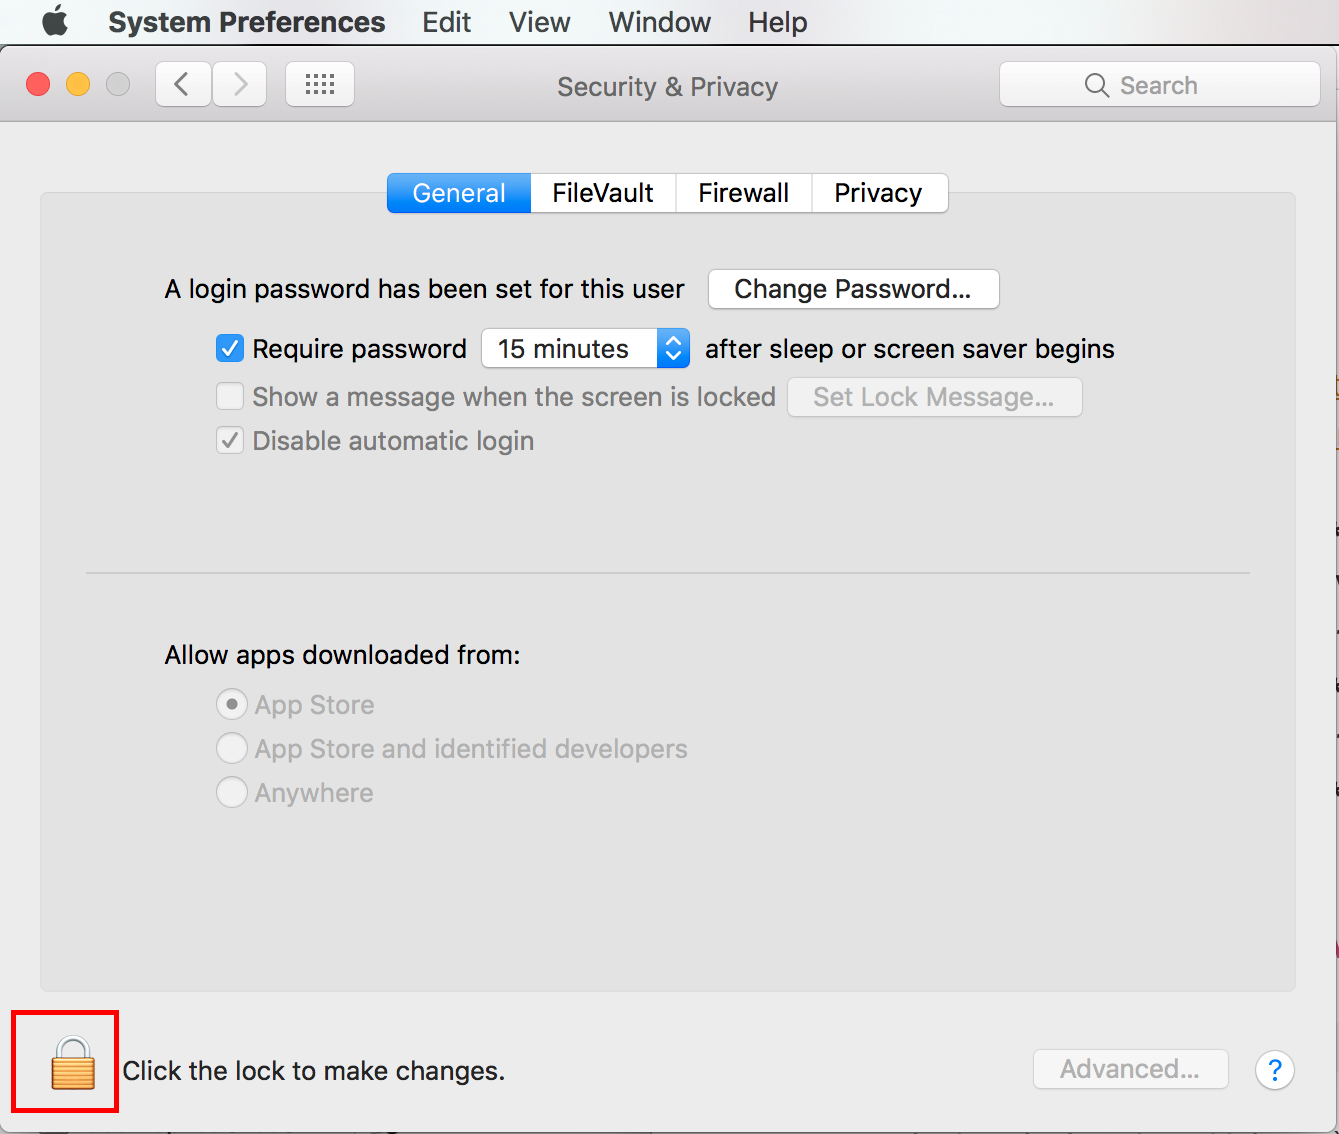 System Preferences Edit View Window Help
Security & Privacy Search
General FileVault Firewall Privacy
A login password has been set for this user Change Password...
Require password 15 minutes after sleep or screen saver begins
Show a message when the screen is locked Set Lock Message...
Disable automatic login
Allow apps downloaded from:
App Store
App Store and identified developers
Anywhere
Click the lock to make changes. Advanced... ?